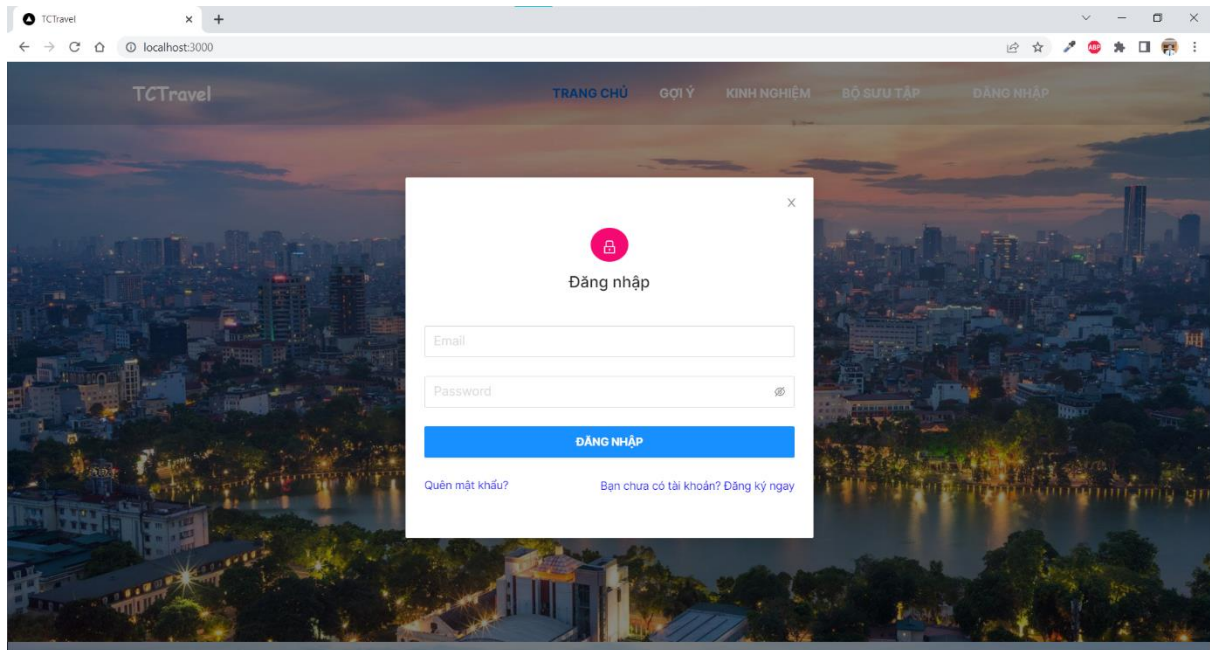 TCTravel
localhost:3000
ABP
TCTravel TRANG CHỦ GỢI Ý KINH NGHIỆM BỘ SƯU TẬP ĐĂNG NHẬP
X
Đăng nhập
Email
Password
ĐĂNG NHẬP
Quên mật khẩu? Bạn chưa có tài khoản? Đăng ký ngay